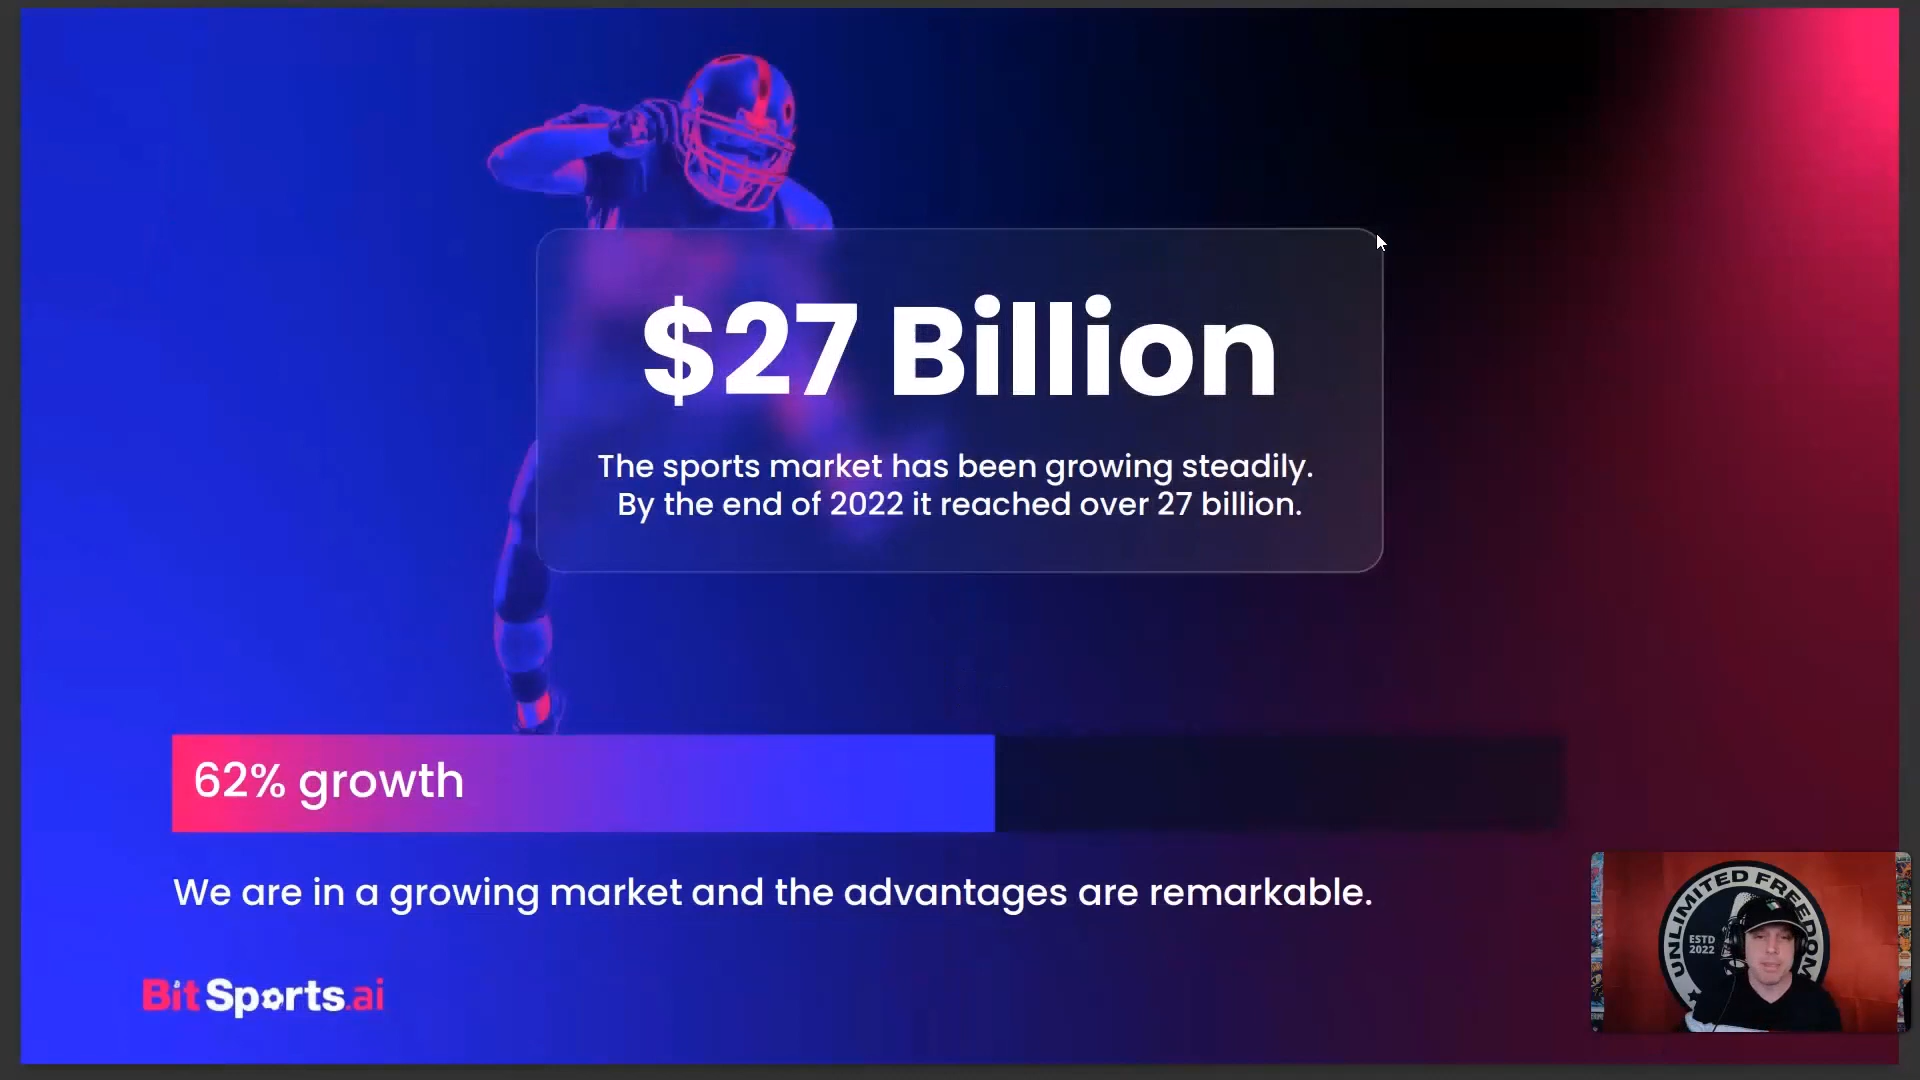 $27 Billion
The sports market has been growing steadily.
By the end of 2022 it reached over 27 billion.
62% growth
We are in a growing market and the advantages are remarkable.
BitSports.ai
UNLIMITED FREEDOM
ESTD
2022